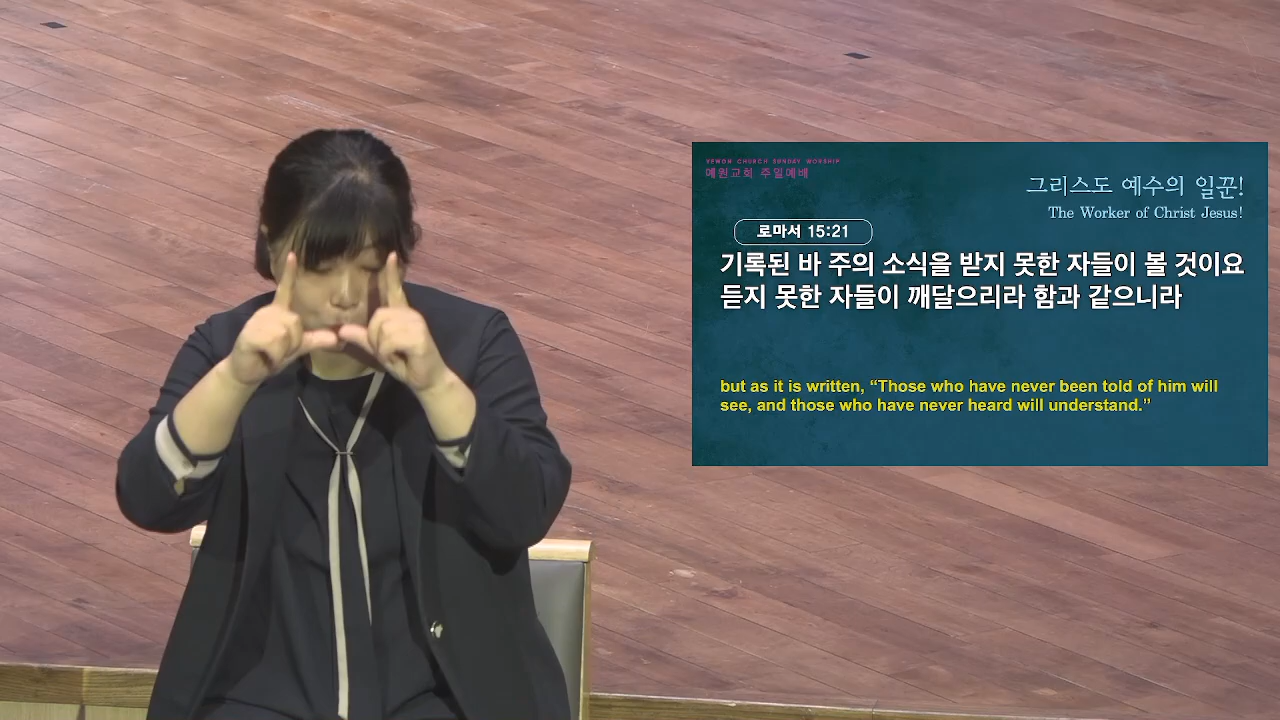 YEWON CHURCH SUNDAY WORSHIP
예원교회 주일예배
그리스도 예수의 일꾼!
The Worker of Christ Jesus!
로마서 15:21
기록된 바 주의 소식을 받지 못한 자들이 볼 것이요
듣지 못한 자들이 깨달으리라 함과 같으니라
but as it is written, “Those who have never been told of him will
see, and those who have never heard will understand.”